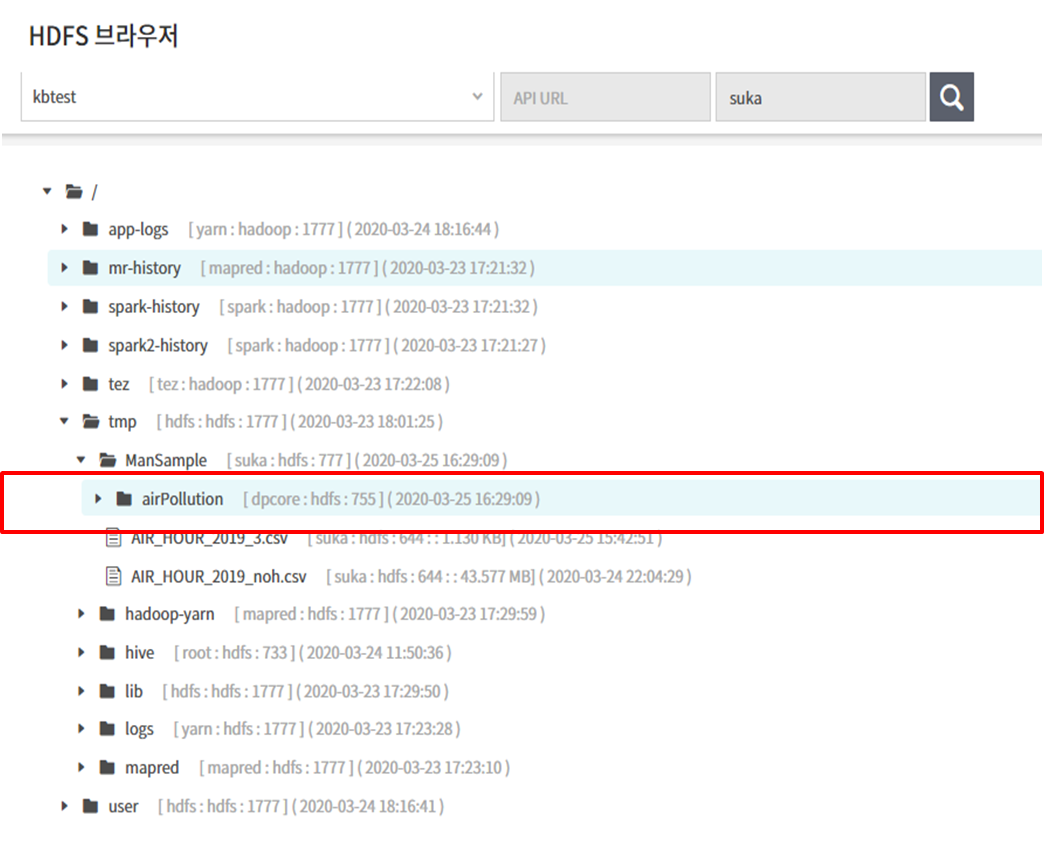 HDFS 브라우저
kbtest API URL suka
/
app-logs [ yarn : hadoop : 1777 ] ( 2020-03-24 18:16:44 )
mr-history [ mapred : hadoop : 1777 ] ( 2020-03-23 17:21:32 )
spark-history [ spark : hadoop : 1777 ] ( 2020-03-23 17:21:32 )
spark2-history [ spark : hadoop : 1777 ] ( 2020-03-23 17:21:27 )
tez [ tez : hadoop : 1777 ] ( 2020-03-23 17:22:08 )
tmp [ hdfs : hdfs : 1777 ] ( 2020-03-23 18:01:25 )
ManSample [ suka : hdfs : 777 ] ( 2020-03-25 16:29:09 )
airPollution [ dpcore : hdfs : 755 ] ( 2020-03-25 16:29:09 )
AIR_HOUR_2019_3.csv [ suka : hdfs : 644 : : 1.130 KB] ( 2020-03-25 15:42:51 )
AIR_HOUR_2019_noh.csv [ suka : hdfs : 644 : : 43.577 MB] ( 2020-03-24 22:04:29 )
hadoop-yarn [ mapred : hdfs : 1777 ] ( 2020-03-23 17:29:59 )
hive [ root : hdfs : 733 ] ( 2020-03-24 11:50:36 )
lib [ hdfs : hdfs : 1777 ] ( 2020-03-23 17:29:50 )
logs [ yarn : hdfs : 1777 ] ( 2020-03-23 17:23:28 )
mapred [ mapred : hdfs : 1777 ] ( 2020-03-23 17:23:10 )
user [ hdfs : hdfs : 1777 ] ( 2020-03-24 18:16:41 )